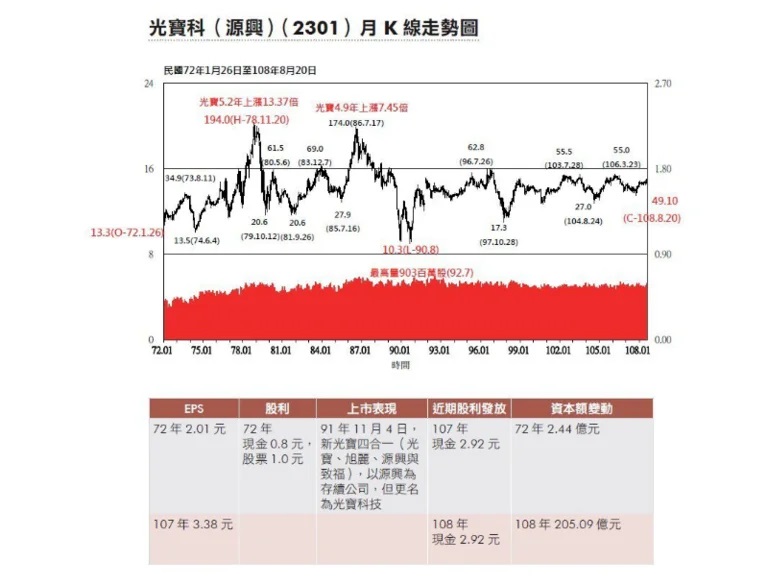 光寶科（源興）（2301）月 K 線走勢圖
民國72年1月26日至108年8月20日
24
2.70
光寶5.2年上漲13.37倍
光寶4.9年上漲7.45倍
194.0(H-78.11.20)
174.0(86.7.17)
61.5
(80.5.6)
69.0
(83.12.7)
62.8
(96.7.26)
55.5
(103.7.28)
55.0
(106.3.23)
16
1.80
34.9(73.8.11)
49.10
(C-108.8.20)
13.3(O-72.1.26)
13.5(74.6.4)
20.6
(79.10.12)
20.6
(81.9.26)
27.9
(85.7.16)
10.3(L-90.8)
17.3
(97.10.28)
27.0
(104.8.24)
8
0.90
最高量903百萬股(92.7)
0
0.00
72.01 75.01 78.01 81.01 84.01 87.01 90.01 93.01 96.01 99.01 102.01 105.01 108.01
時間
EPS 股利 上市表現 近期股利發放 資本額變動
72 年 2.01 元
72 年
現金 0.8 元，
股票 1.0 元
91 年 11 月 4 日，
新光寶四合一（光
寶、旭麗、源興與
致福），以源興為
存續公司，但更名
為光寶科技
107 年
現金 2.92 元
72 年 2.44 億元
107 年 3.38 元
108 年
現金 2.92 元
108 年 205.09 億元